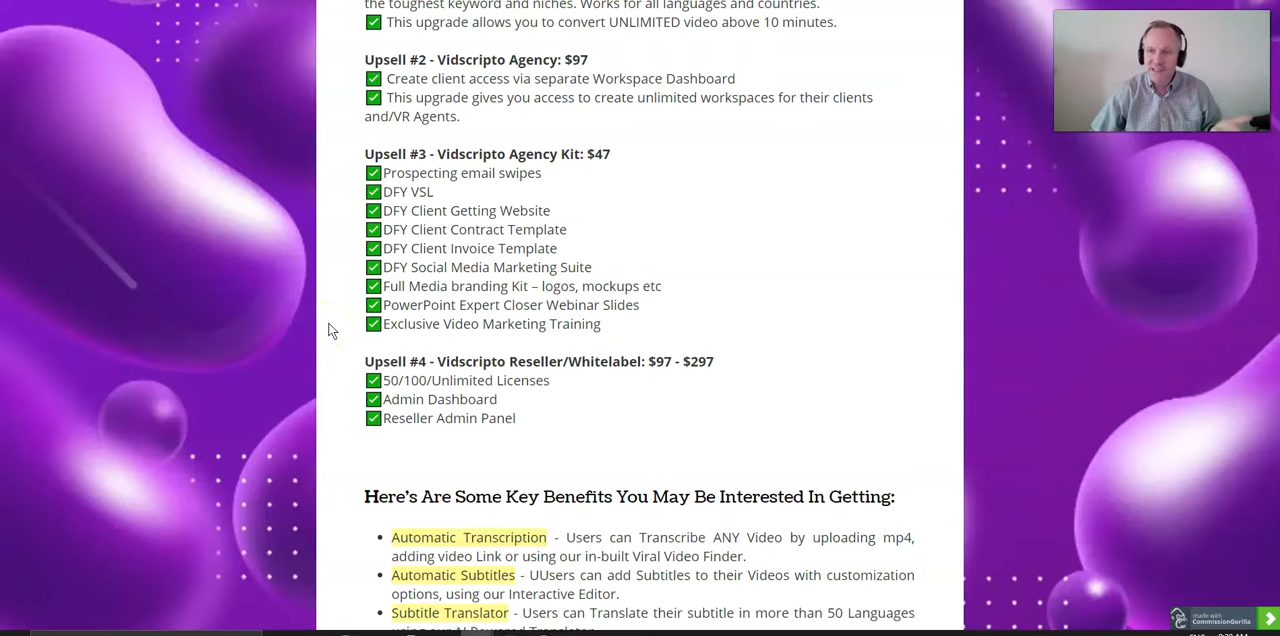 the toughest keyword and niches. Works for all languages and countries.
✅ This upgrade allows you to convert UNLIMITED video above 10 minutes.
Upsell #2 - Vidscripto Agency: $97
✅ Create client access via separate Workspace Dashboard
✅ This upgrade gives you access to create unlimited workspaces for their clients
and/VR Agents.
Upsell #3 - Vidscripto Agency Kit: $47
✅Prospecting email swipes
✅DFY VSL
✅DFY Client Getting Website
✅DFY Client Contract Template
✅DFY Client Invoice Template
✅DFY Social Media Marketing Suite
✅Full Media branding Kit – logos, mockups etc
✅PowerPoint Expert Closer Webinar Slides
✅Exclusive Video Marketing Training
Upsell #4 - Vidscripto Reseller/Whitelabel: $97 - $297
✅50/100/Unlimited Licenses
✅Admin Dashboard
✅Reseller Admin Panel
Here's Are Some Key Benefits You May Be Interested In Getting:
• Automatic Transcription - Users can Transcribe ANY Video by uploading mp4,
adding video Link or using our in-built Viral Video Finder.
• Automatic Subtitles - UUsers can add Subtitles to their Videos with customization
options, using our Interactive Editor.
• Subtitle Translator - Users can Translate their subtitle in more than 50 Languages
made with
CommissionGorilla